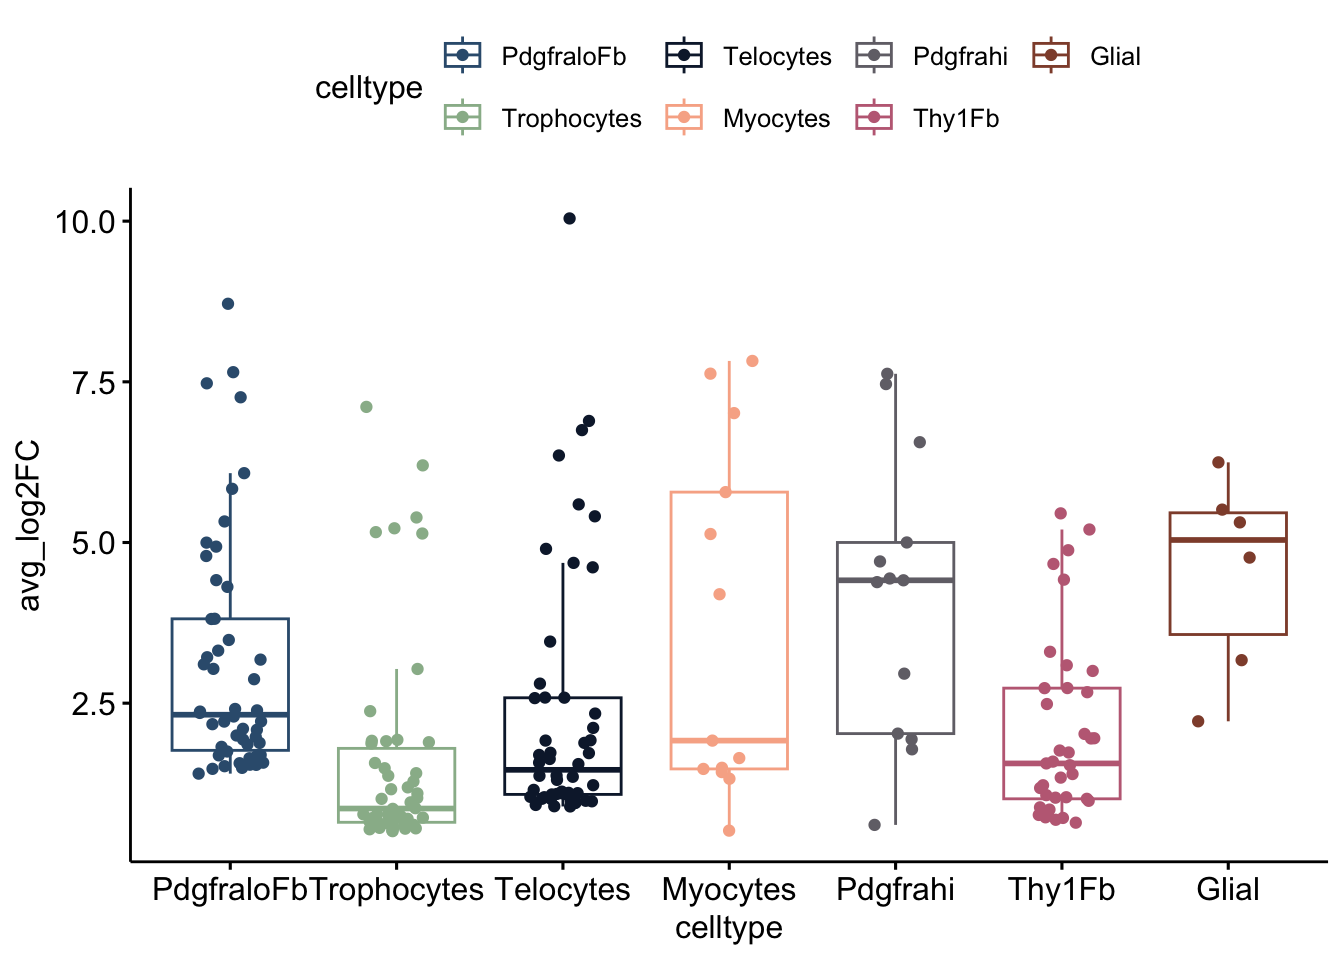 celltype
PdgfraloFb Telocytes Pdgfrahi Glial
Trophocytes Myocytes Thy1Fb
10.0
7.5
5.0
2.5
avg_log2FC
PdgfraloFb Trophocytes Telocytes Myocytes Pdgfrahi Thy1Fb Glial
celltype